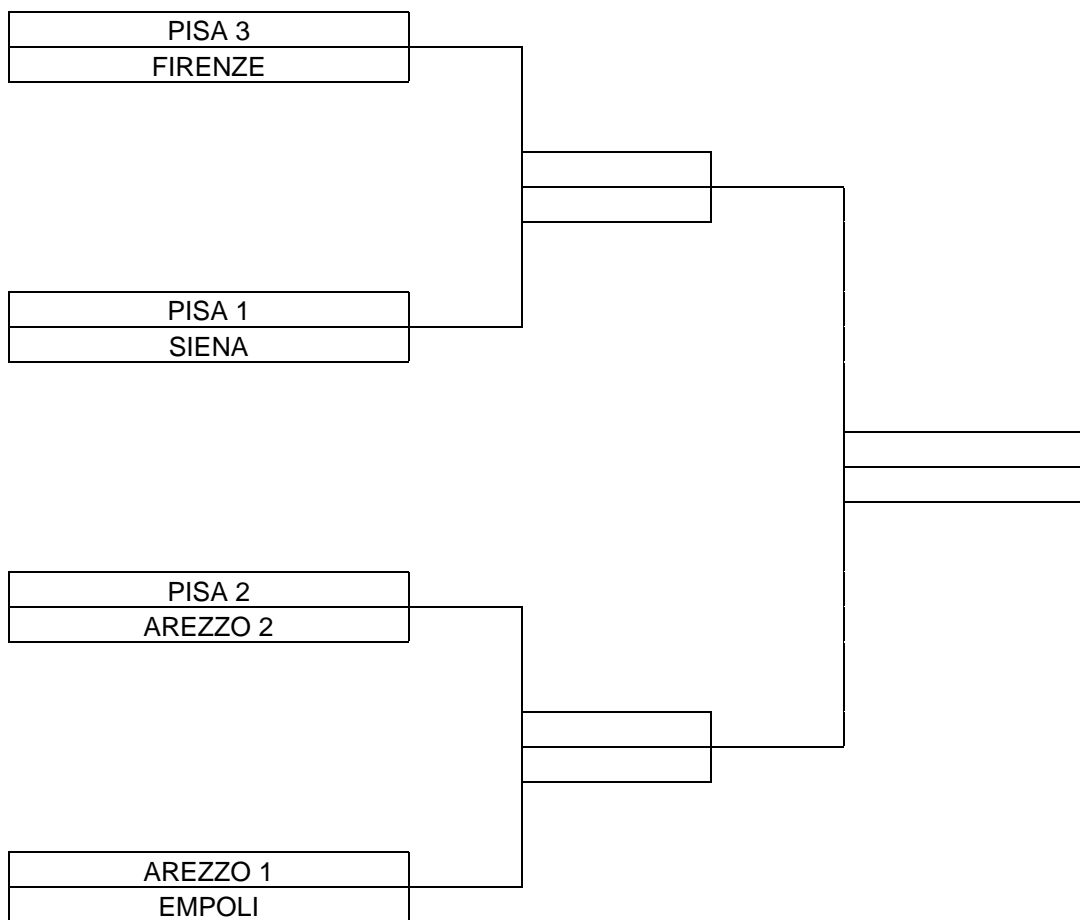 PISA 3
FIRENZE
PISA 1
SIENA
PISA 2
AREZZO 2
AREZZO 1
EMPOLI